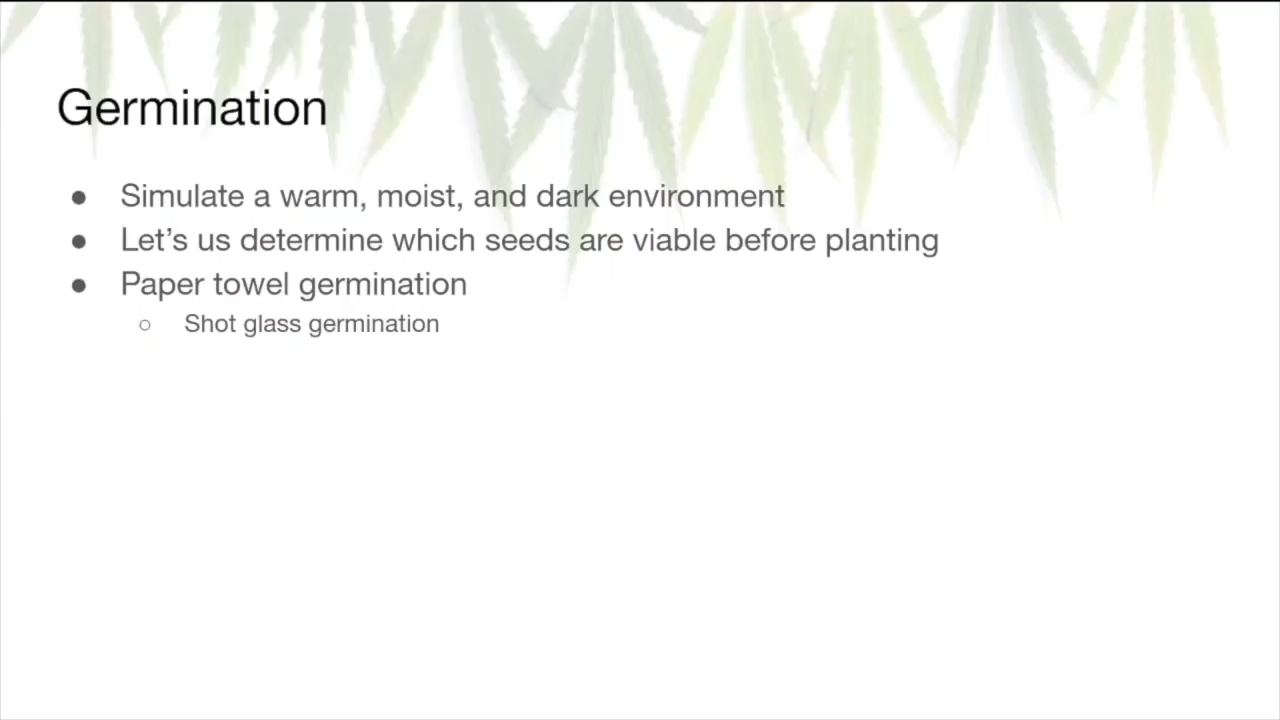 Germination
● Simulate a warm, moist, and dark environment
● Let’s us determine which seeds are viable before planting
● Paper towel germination
○ Shot glass germination